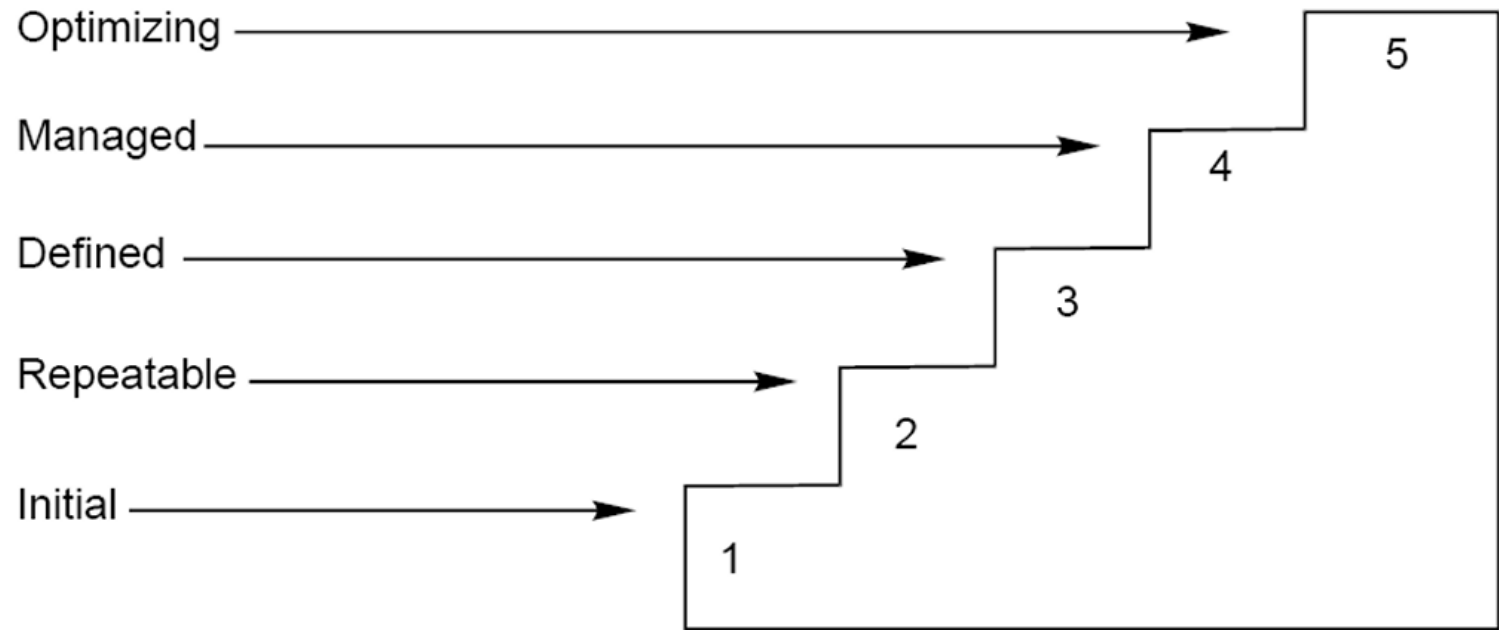 Optimizing
5
Managed
4
Defined
3
Repeatable
2
Initial
1